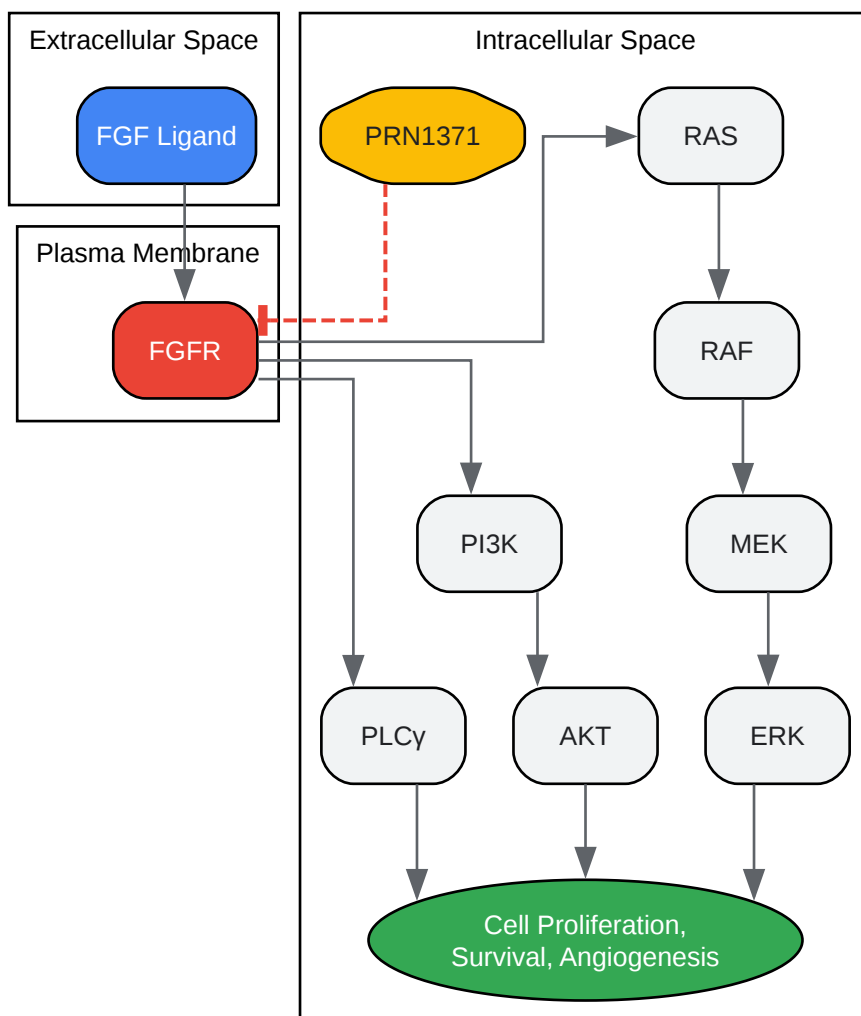 Extracellular Space
Intracellular Space
FGF Ligand
PRN1371
RAS
Plasma Membrane
FGFR
RAF
PI3K
MEK
PLCγ
AKT
ERK
Cell Proliferation,
Survival, Angiogenesis